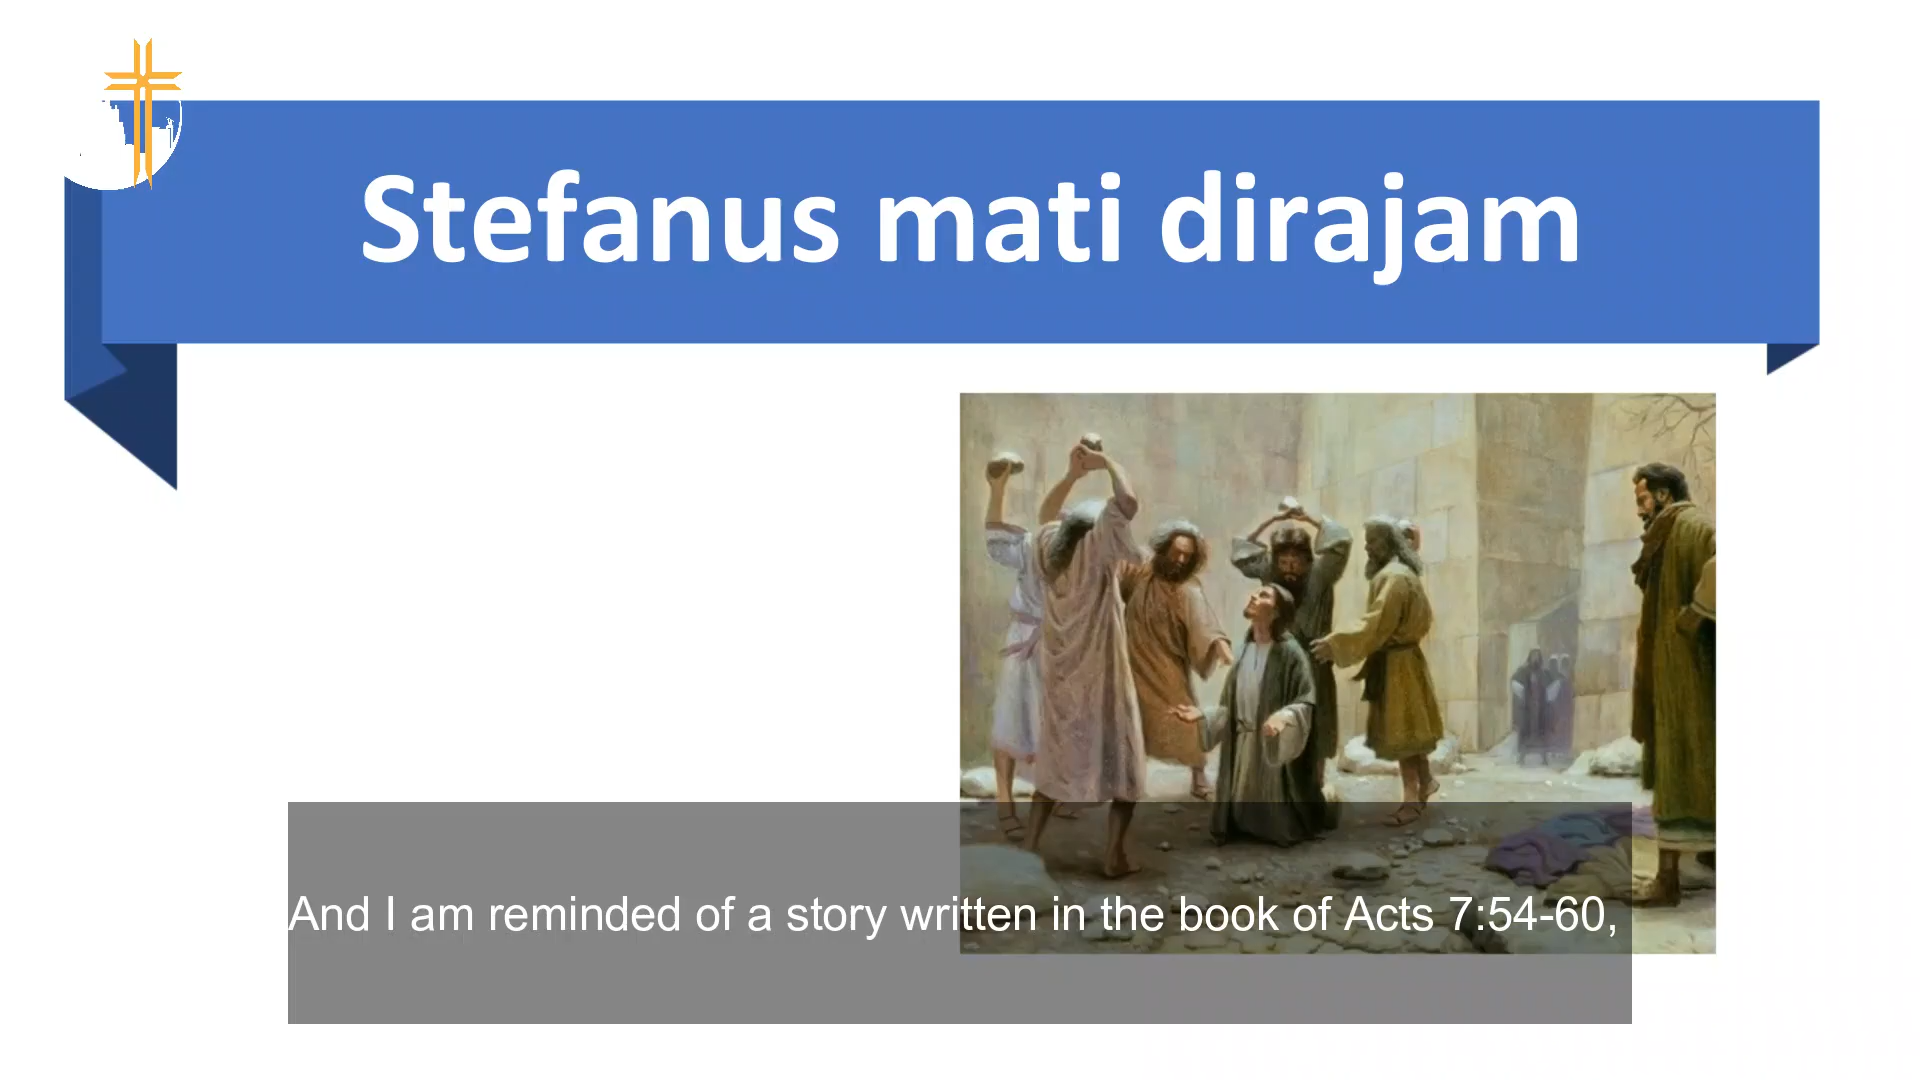 Stefanus mati dirajam
And I am reminded of a story written in the book of Acts 7:54-60,